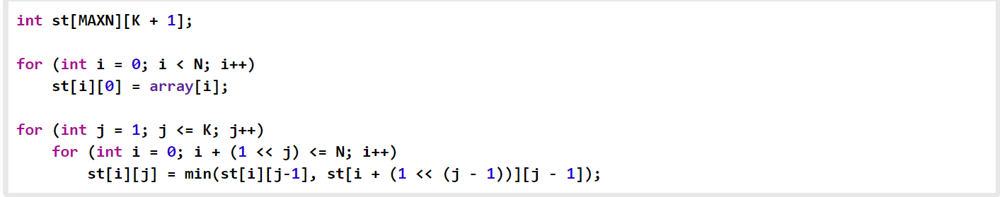 int st[MAXN][K + 1];

for (int i = 0; i < N; i++)
    st[i][0] = array[i];

for (int j = 1; j <= K; j++)
    for (int i = 0; i + (1 << j) <= N; i++)
        st[i][j] = min(st[i][j-1], st[i + (1 << (j - 1))][j - 1]);